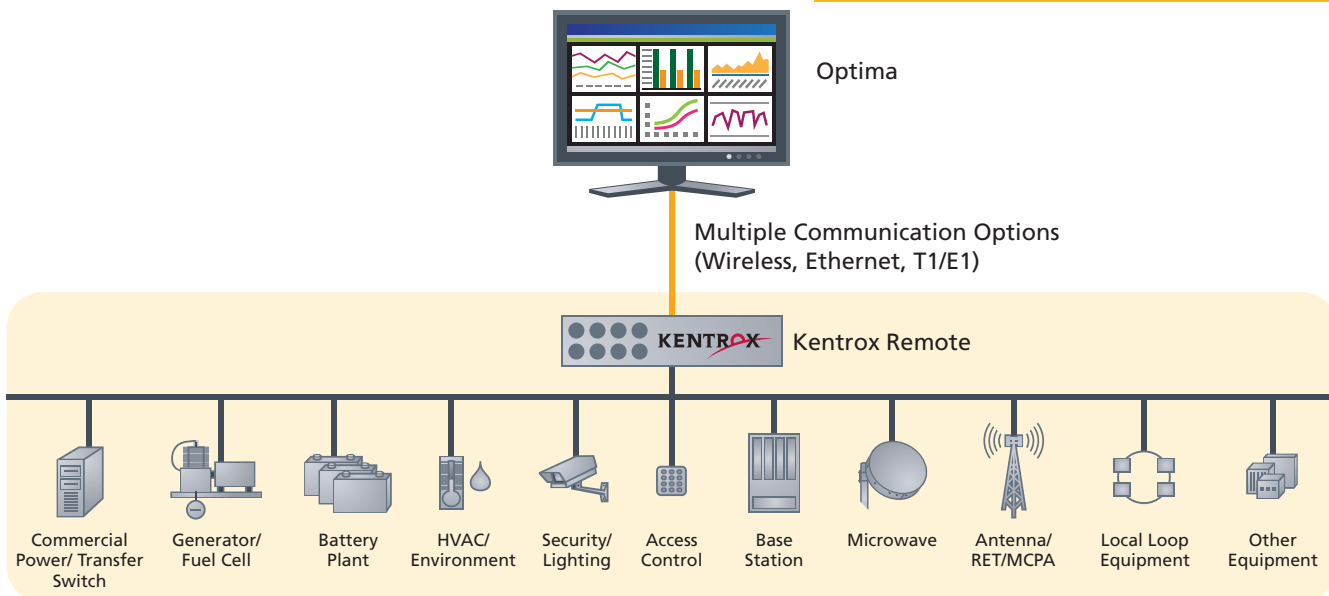 Optima
Multiple Communication Options
(Wireless, Ethernet, T1/E1)
KENTROX
Kentrox Remote
Commercial
Power/ Transfer
Switch
Generator/
Fuel Cell
Battery
Plant
HVAC/
Environment
Security/
Lighting
Access
Control
Base
Station
Microwave
Antenna/
RET/MCPA
Local Loop
Equipment
Other
Equipment